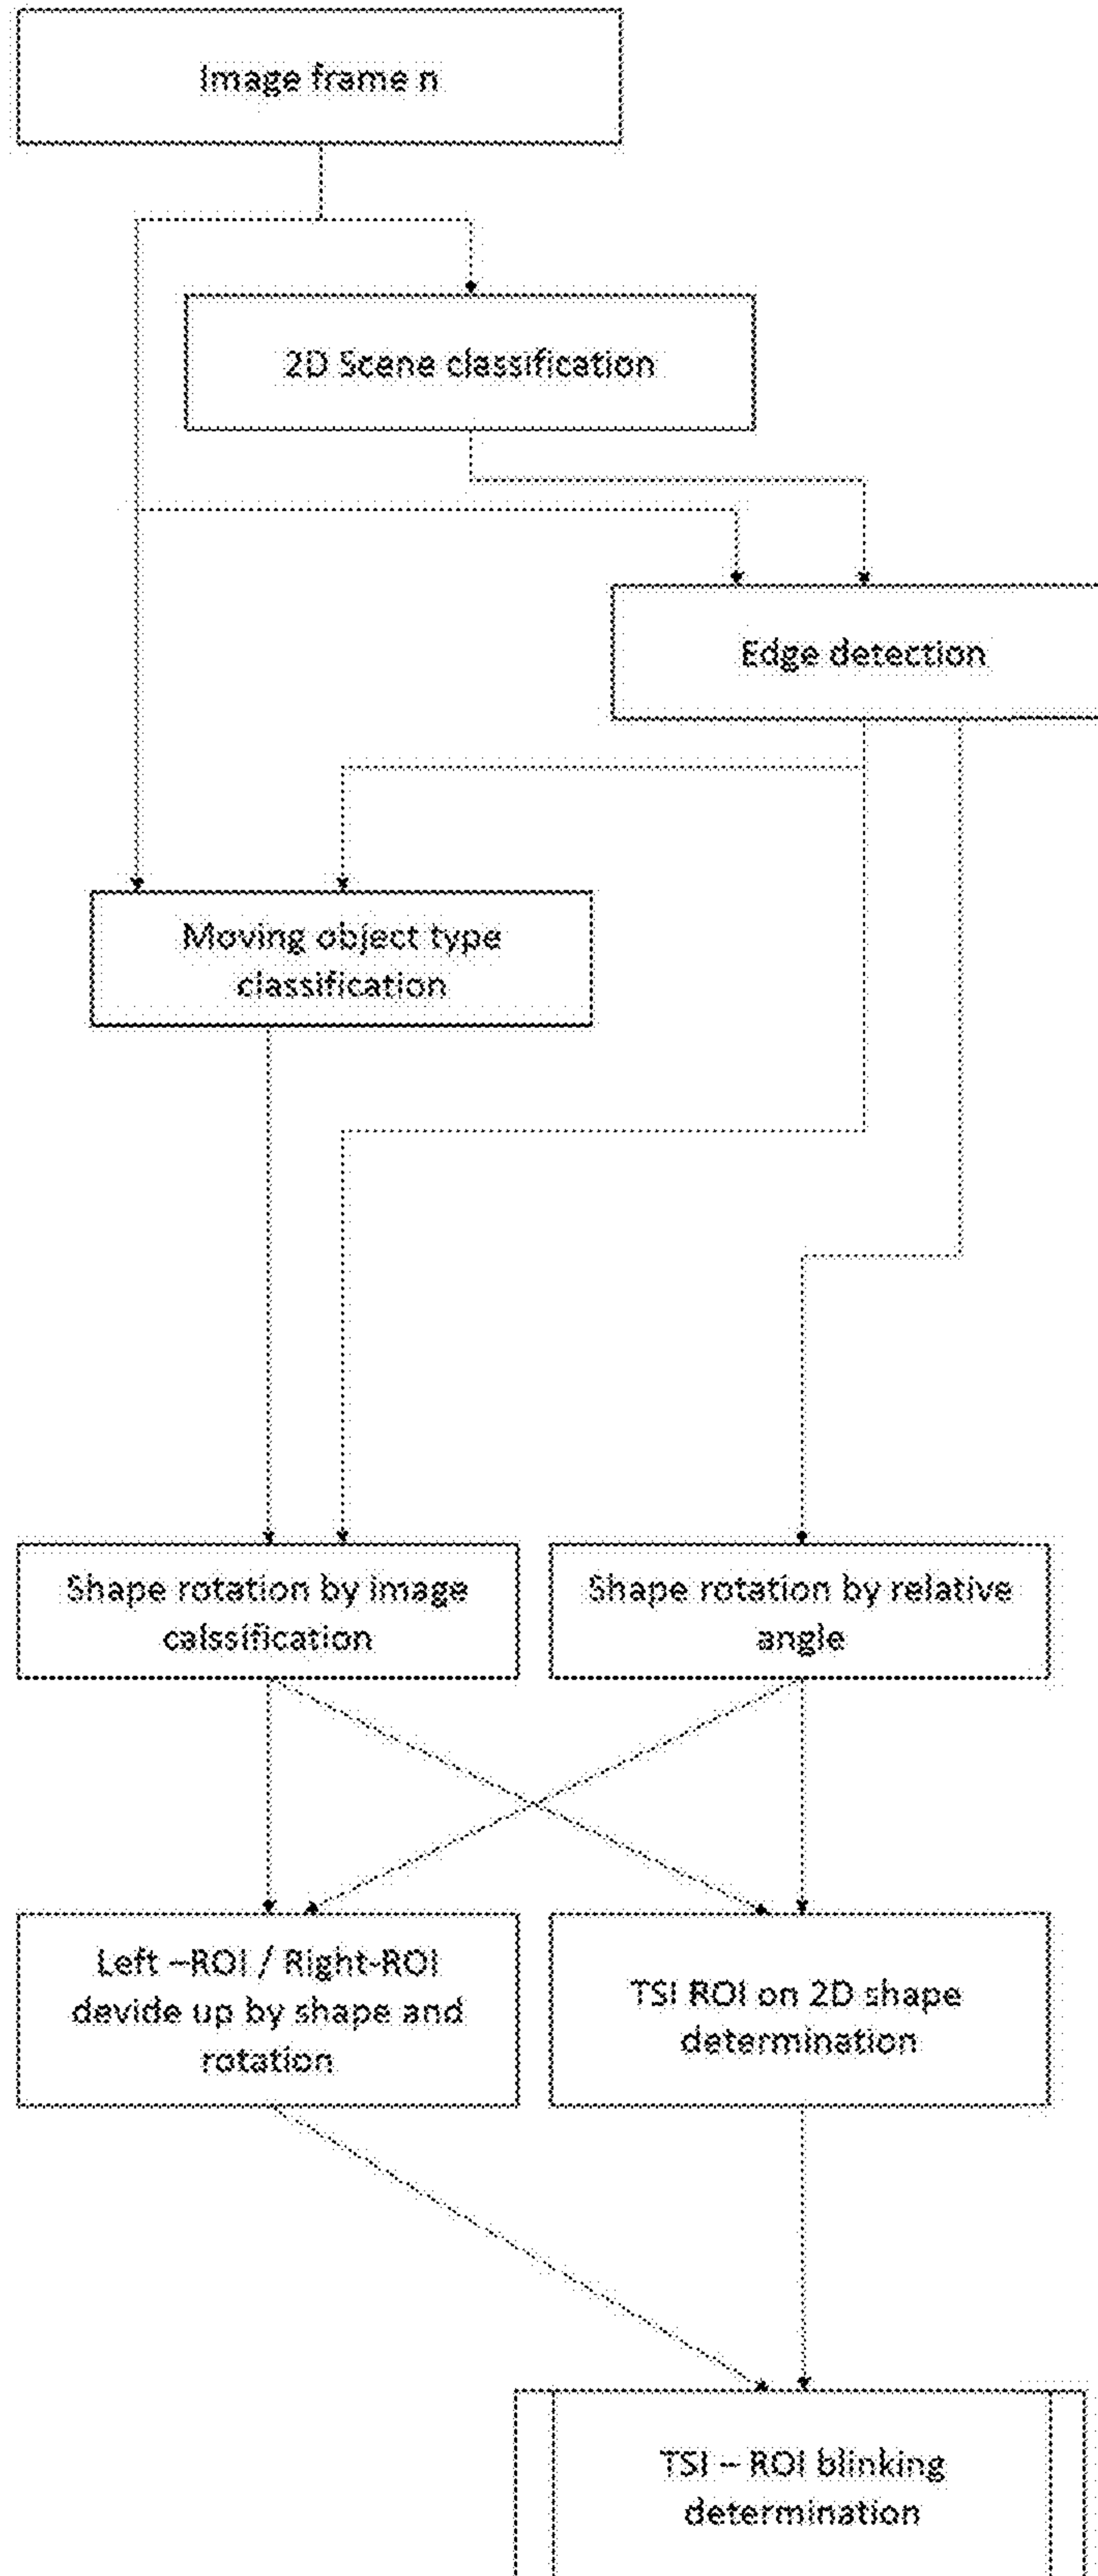 Image frame n
2D Scene classification
Edge detection
Moving object type
classification
Shape rotation by image
calssification
Shape rotation by relative
angle
Left –ROI / Right-ROI
devide up by shape and
rotation
TSI ROI on 2D shape
determination
TSI – ROI blinking
determination